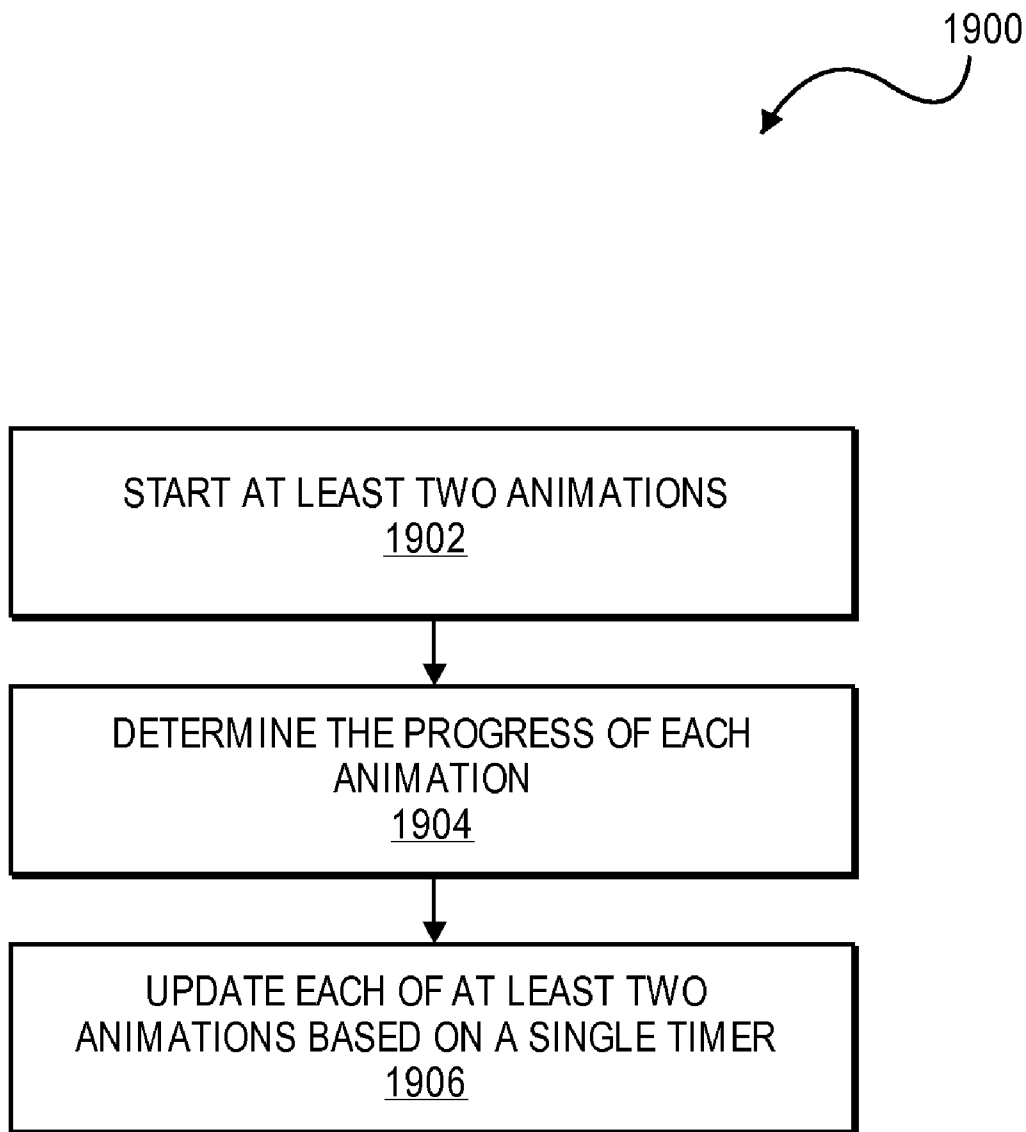 1900
START AT LEAST TWO ANIMATIONS
1902
DETERMINE THE PROGRESS OF EACH
ANIMATION
1904
UPDATE EACH OF AT LEAST TWO
ANIMATIONS BASED ON A SINGLE TIMER
1906